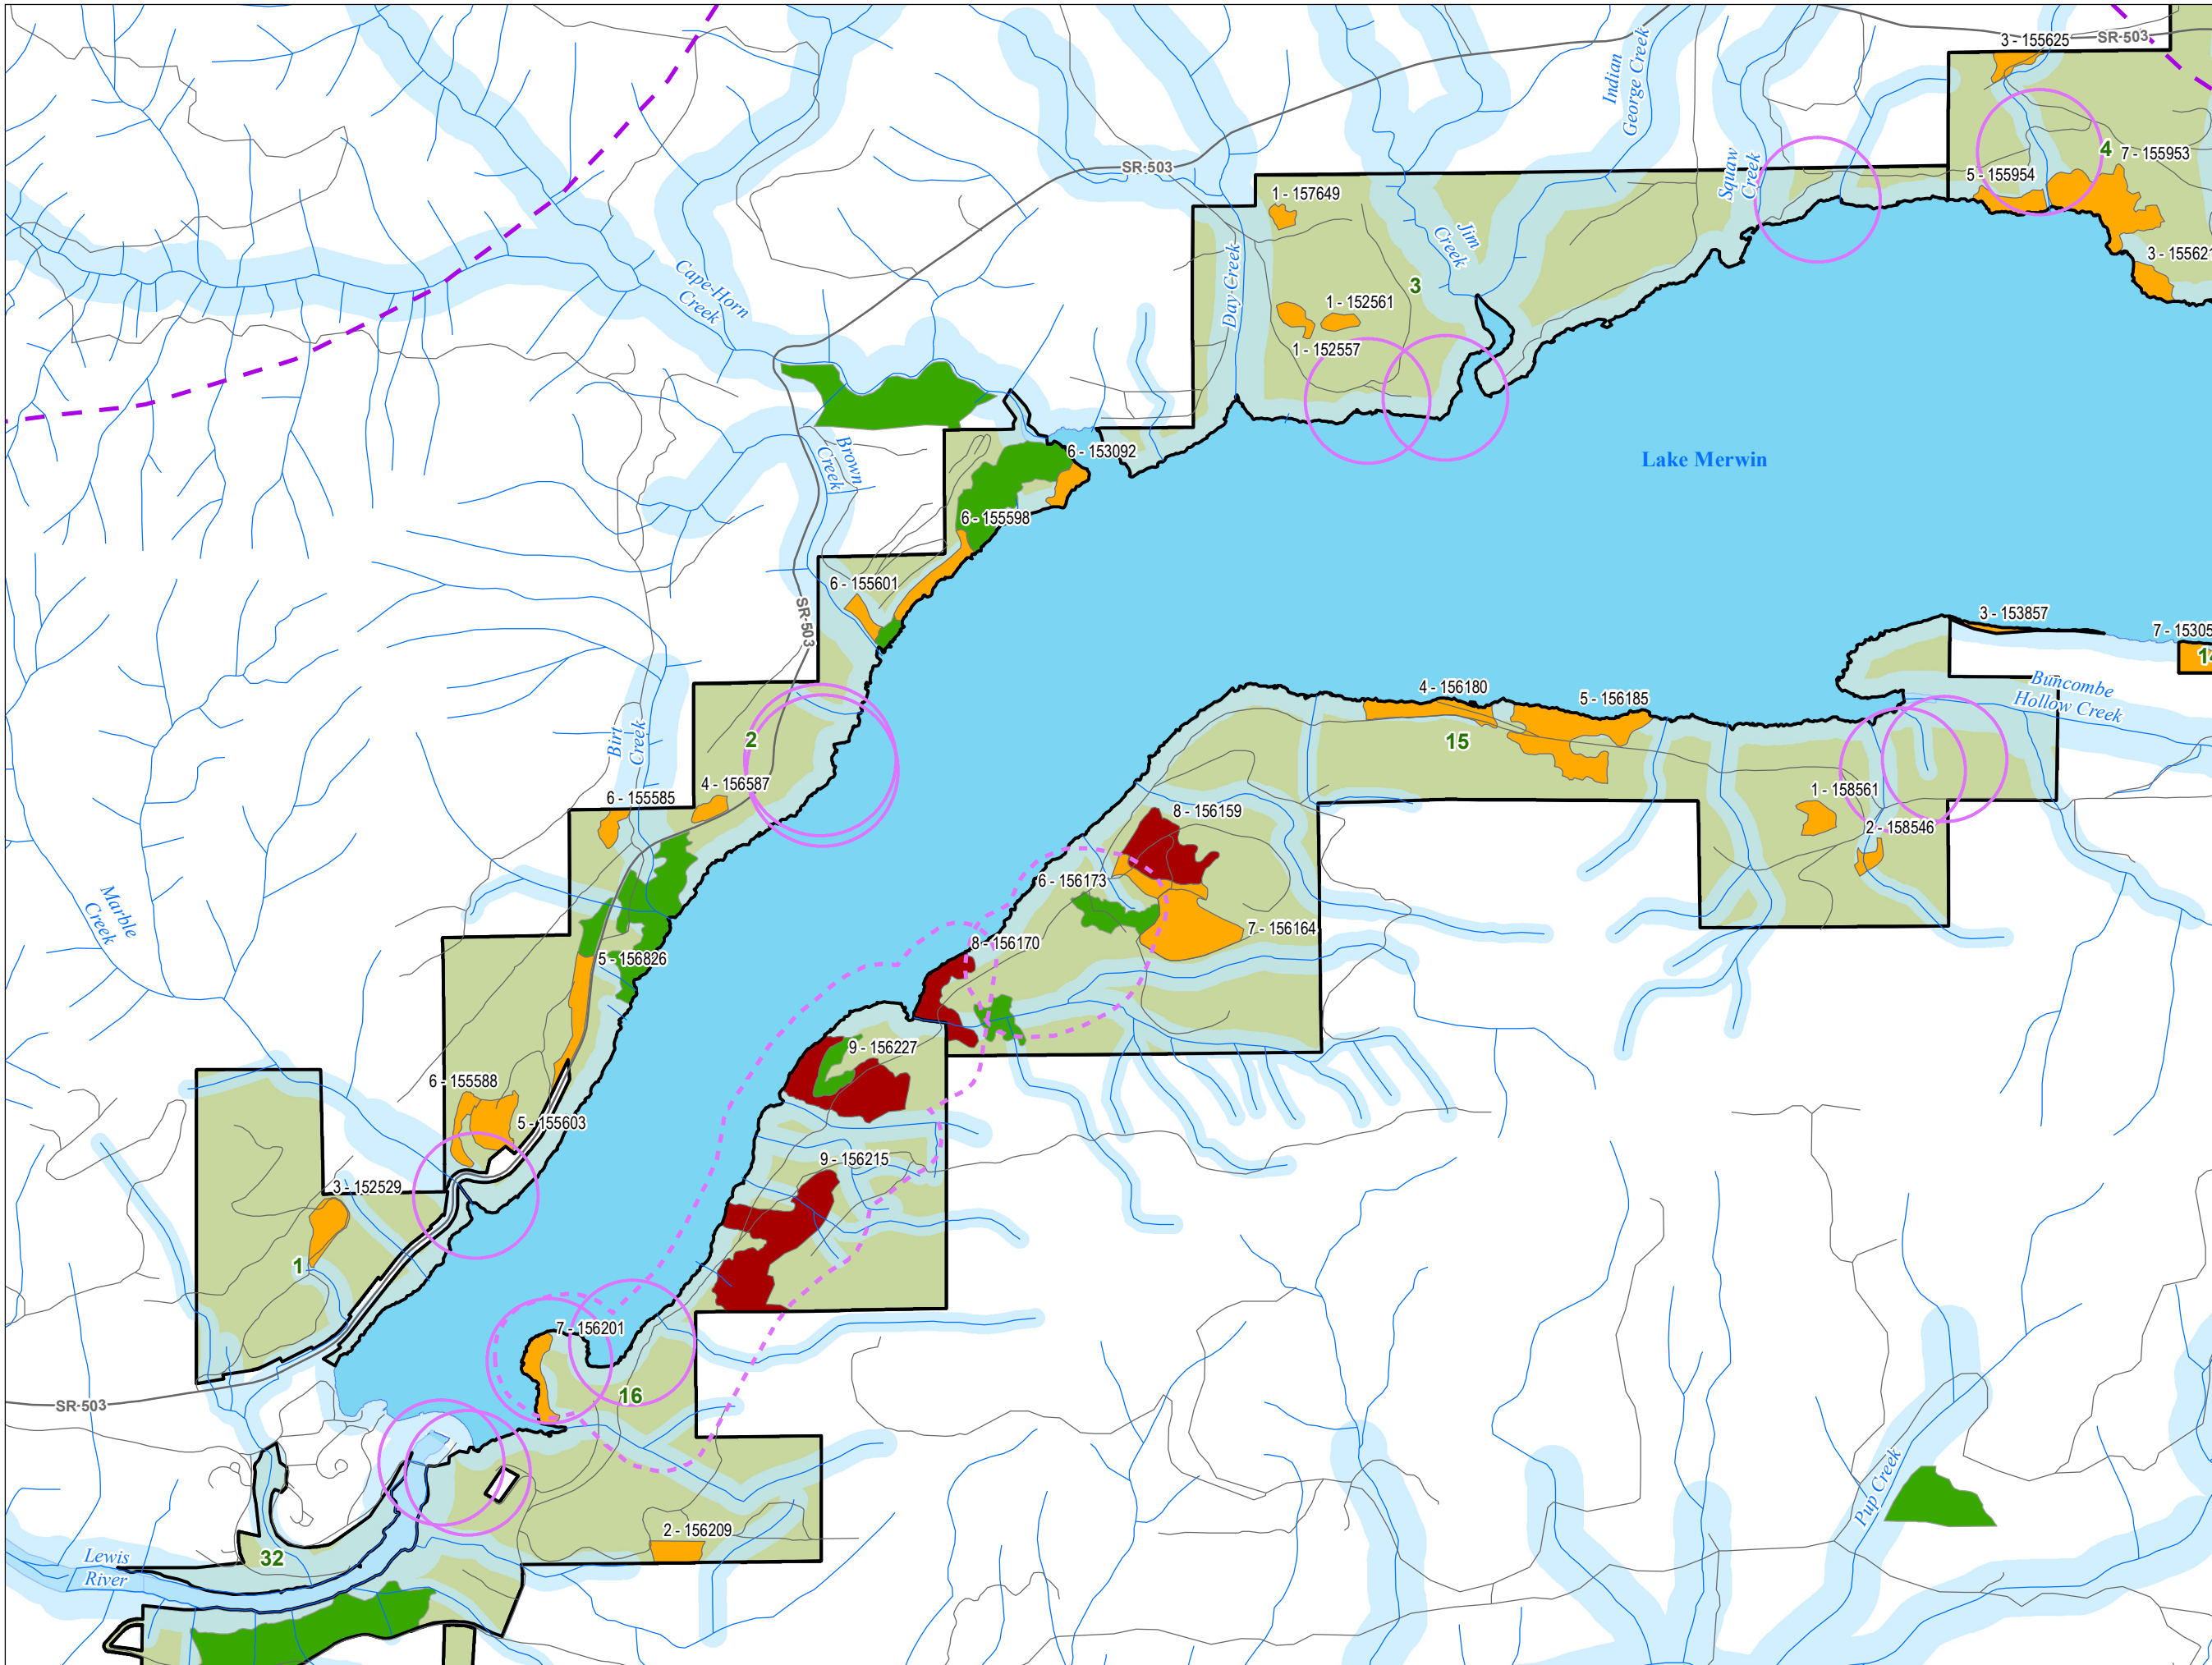 3 - 155625
SR-503
Indian
George Creek
SR-503
Squaw
Creek
4
7 - 155953
5 - 155954
1 - 157649
Jim
Creek
3 - 15562
Day Creek
3
1 - 152561
1 - 152557
Cape Horn
Creek
Brown
Creek
6 - 153092
Lake Merwin
6 - 155598
6 - 155601
SR-503
3 - 153857
7 - 15305
1
Buncombe
Hollow Creek
4 - 156180
5 - 156185
15
Birt
Creek
2
4 - 156587
6 - 155585
1 - 158561
2 - 158546
8 - 156159
6 - 156173
7 - 156164
8 - 156170
Marble
Creek
5 - 156826
9 - 156227
6 - 155588
5 - 155603
9 - 156215
3 - 152529
1
7 - 156201
16
SR-503
2 - 156209
Pup Creek
Lewis
River
32